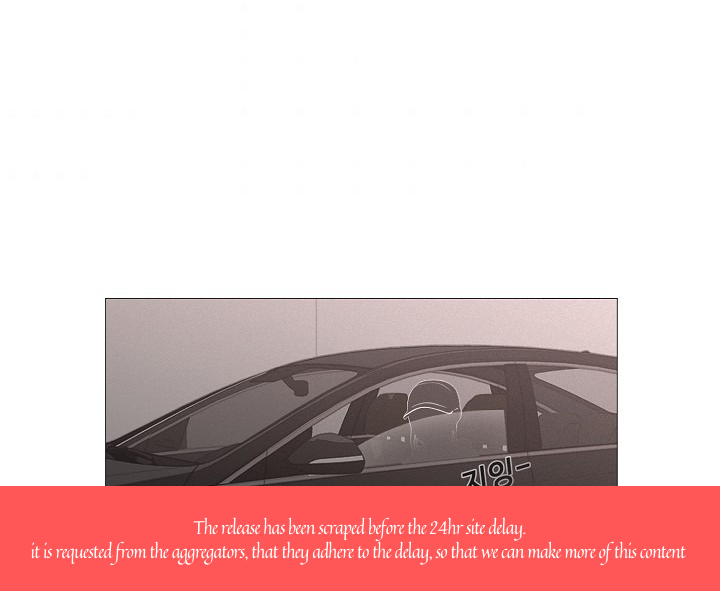 지잉-
The release has been scraped before the 24hr site delay.
it is requested from the aggregators, that they adhere to the delay, so that we can make more of this content